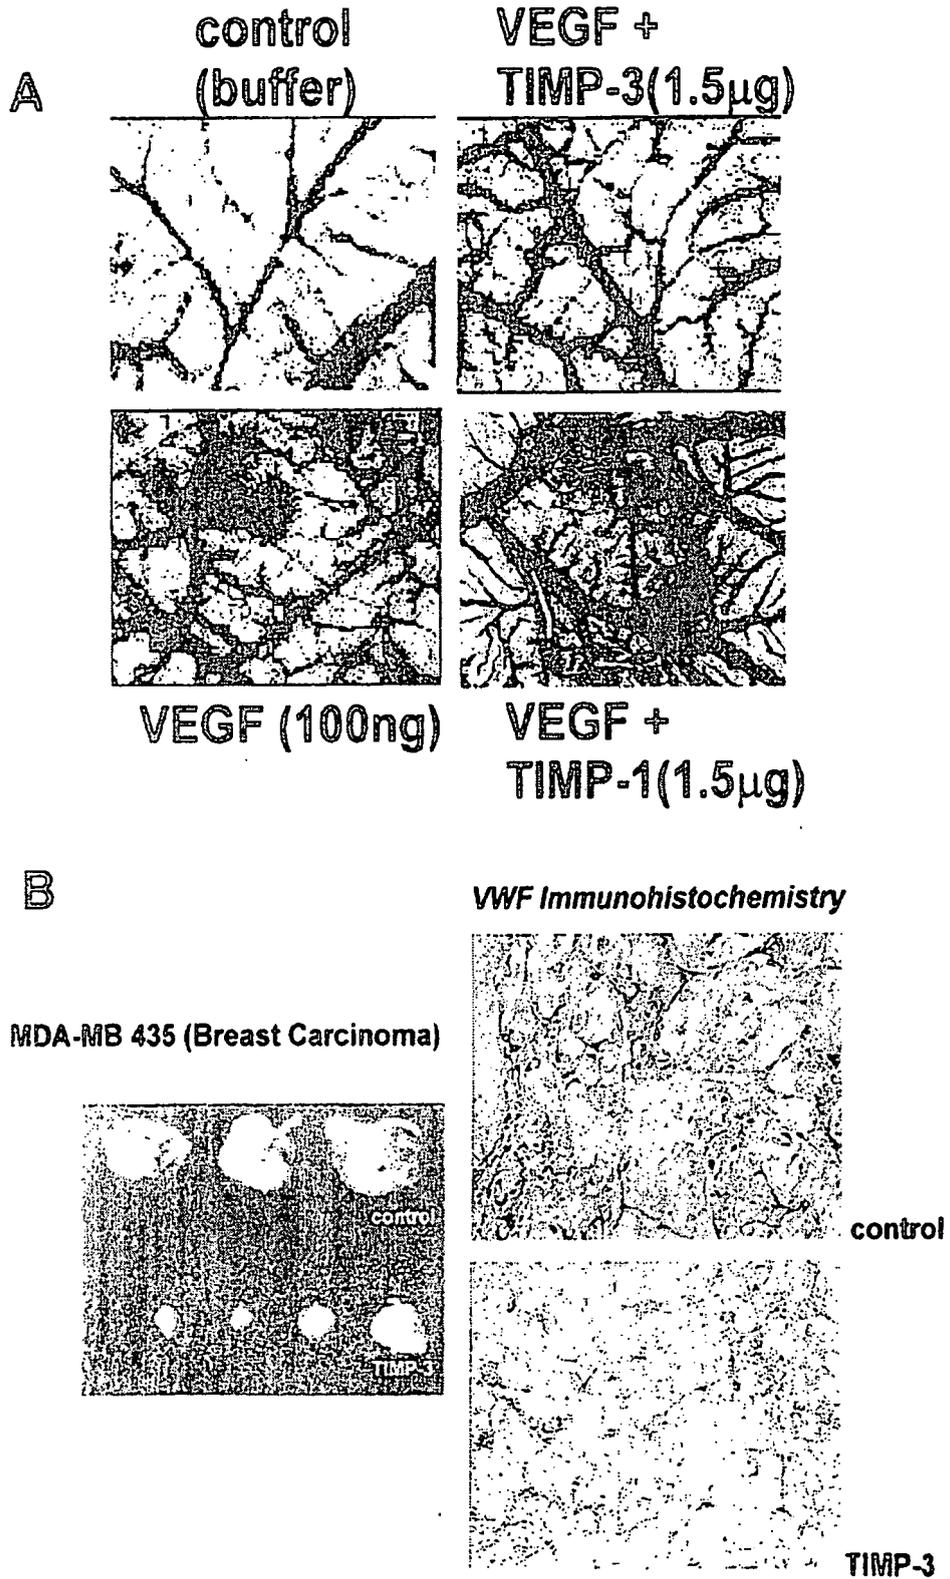 control
(buffer)
VEGF +
TIMP-3(1.5µg)
A
VEGF (100ng)
VEGF +
TIMP-1(1.5µg)
B
VWF Immunohistochemistry
MDA-MB 435 (Breast Carcinoma)
control
TIMP-3
control
TIMP-3